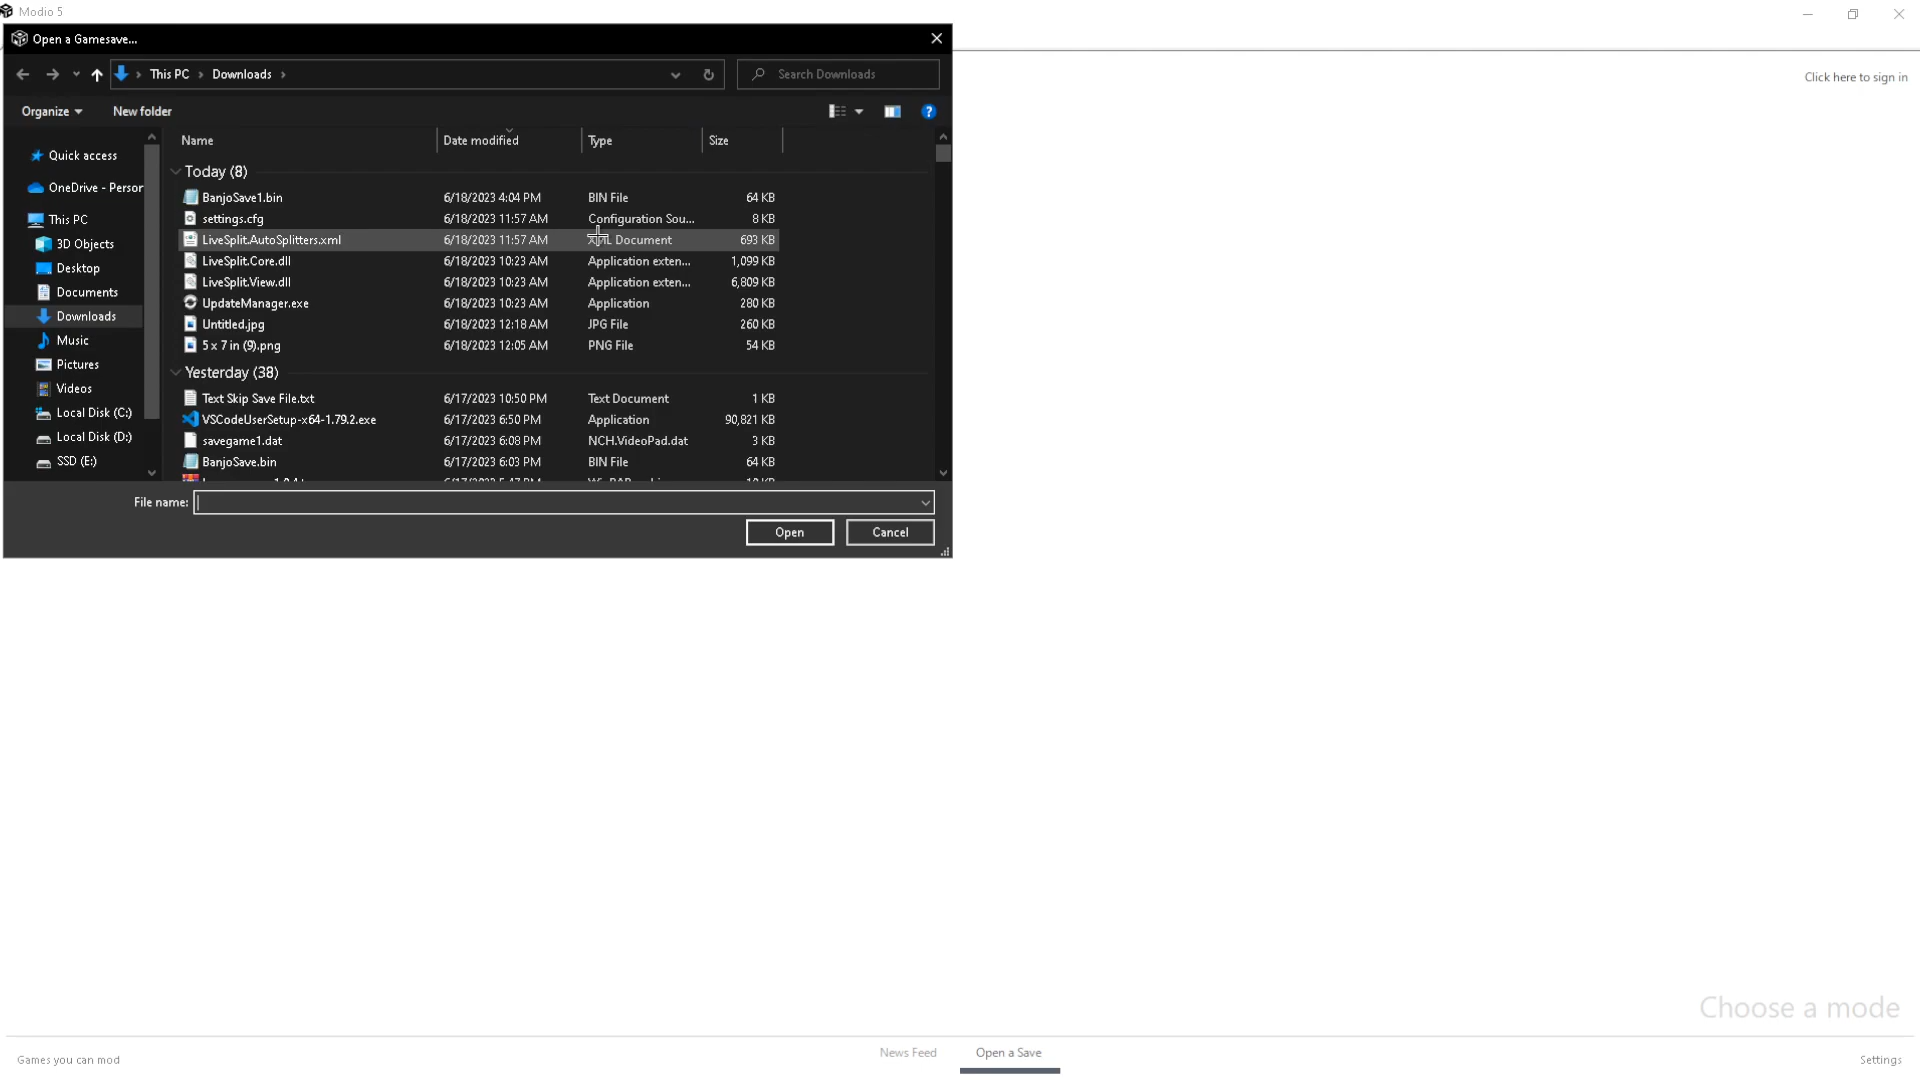 Modio 5
Open a Gamesave...
This PC Downloads
Search Downloads
Click here to sign in
Organize New folder
Name Date modified Type Size
Quick access
OneDrive - Person
This PC
3D Objects
Desktop
Documents
Downloads
Music
Pictures
Videos
Local Disk (C:)
Local Disk (D:)
SSD (E:)
Today (8)
BanjoSave1.bin 6/18/2023 4:04 PM BIN File 64 KB
settings.cfg 6/18/2023 11:57 AM Configuration Sou... 8 KB
LiveSplit.AutoSplitters.xml 6/18/2023 11:57 AM XML Document 693 KB
LiveSplit.Core.dll 6/18/2023 10:23 AM Application exten... 1,099 KB
LiveSplit.View.dll 6/18/2023 10:23 AM Application exten... 6,809 KB
UpdateManager.exe 6/18/2023 10:23 AM Application 280 KB
Untitled.jpg 6/18/2023 12:18 AM JPG File 260 KB
5 x 7 in (9).png 6/18/2023 12:05 AM PNG File 54 KB
Yesterday (38)
Text Skip Save File.txt 6/17/2023 10:50 PM Text Document 1 KB
VSCodeUserSetup-x64-1.79.2.exe 6/17/2023 6:50 PM Application 90,821 KB
savegame1.dat 6/17/2023 6:08 PM NCH.VideoPad.dat 3 KB
BanjoSave.bin 6/17/2023 6:03 PM BIN File 64 KB
File name:
Open Cancel
Choose a mode
Games you can mod
News Feed
Open a Save
Settings